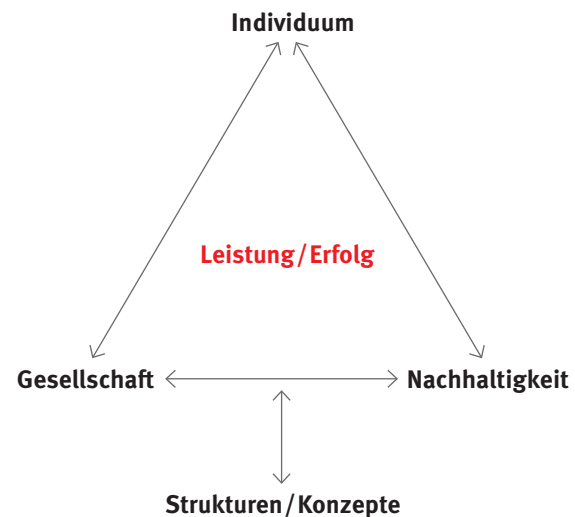 Individuum
Leistung/Erfolg
Gesellschaft
Nachhaltigkeit
Strukturen/Konzepte